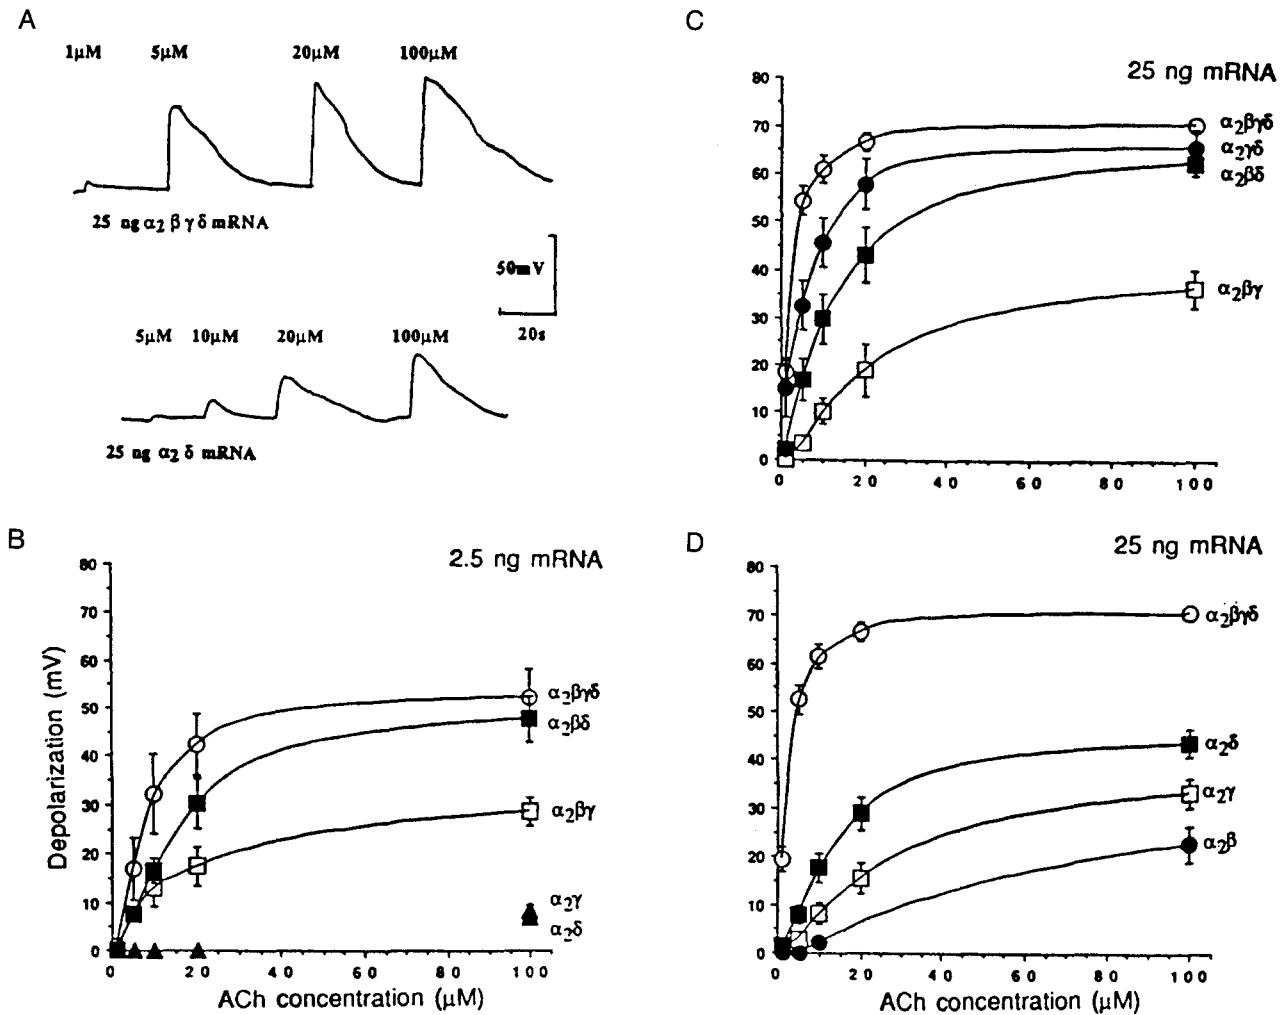 A
1μM 5μM 20μM 100μM
25 ng α2 β γ δ mRNA
50mV
20s
5μM 10μM 20μM 100μM
25 ng α2 δ mRNA
B
2.5 ng mRNA
80
70
60
50
40
30
20
10
0
Depolarization (mV)
α2βγδ
α2βδ
α2βγ
α2γ
α2δ
0 20 40 60 80 100
ACh concentration (μM)
C
25 ng mRNA
80
70
60
50
40
30
20
10
0
α2βγδ
α2γδ
α2βδ
α2βγ
0 20 40 60 80 100
D
25 ng mRNA
80
70
60
50
40
30
20
10
0
α2βγδ
α2δ
α2γ
α2β
0 20 40 60 80 100
ACh concentration (μM)